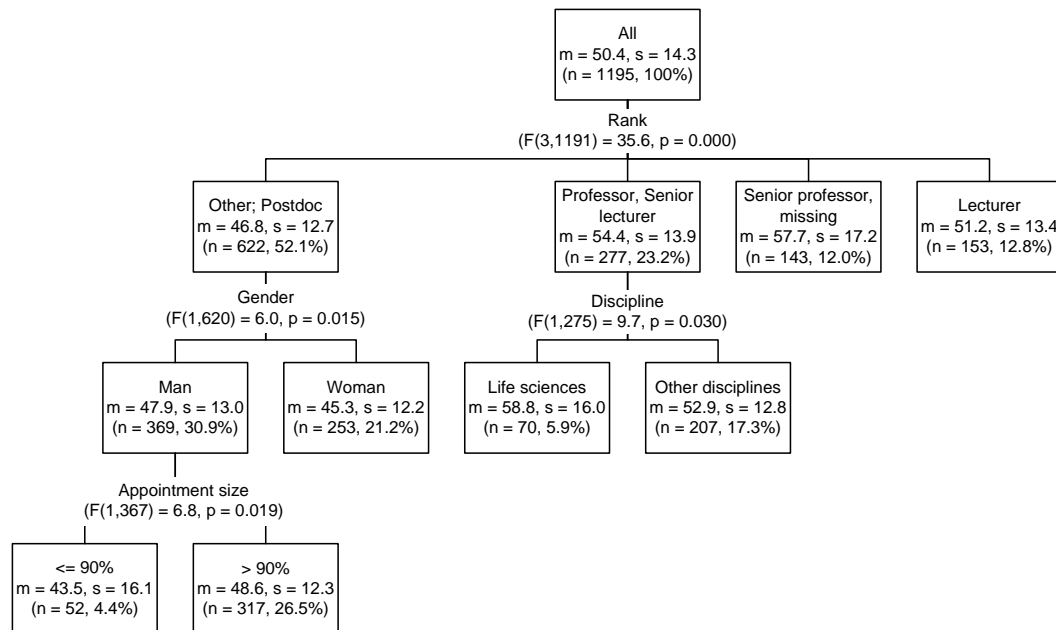 All
m = 50.4, s = 14.3
(n = 1195, 100%)
Rank
(F(3,1191) = 35.6, p = 0.000)
Other; Postdoc
m = 46.8, s = 12.7
(n = 622, 52.1%)
Professor, Senior
lecturer
m = 54.4, s = 13.9
(n = 277, 23.2%)
Senior professor,
missing
m = 57.7, s = 17.2
(n = 143, 12.0%)
Lecturer
m = 51.2, s = 13.4
(n = 153, 12.8%)
Gender
(F(1,620) = 6.0, p = 0.015)
Discipline
(F(1,275) = 9.7, p = 0.030)
Man
m = 47.9, s = 13.0
(n = 369, 30.9%)
Woman
m = 45.3, s = 12.2
(n = 253, 21.2%)
Life sciences
m = 58.8, s = 16.0
(n = 70, 5.9%)
Other disciplines
m = 52.9, s = 12.8
(n = 207, 17.3%)
Appointment size
(F(1,367) = 6.8, p = 0.019)
<= 90%
m = 43.5, s = 16.1
(n = 52, 4.4%)
> 90%
m = 48.6, s = 12.3
(n = 317, 26.5%)